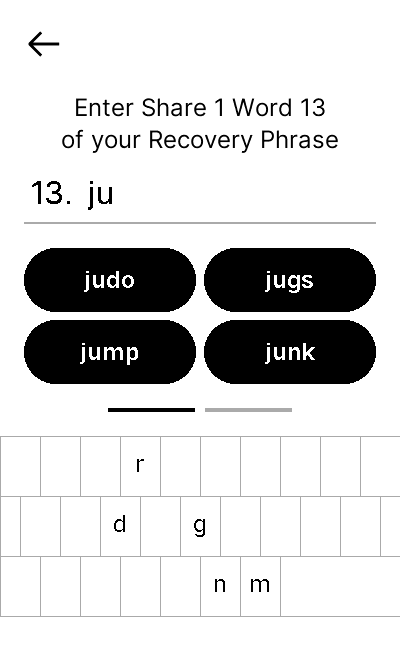 Enter Share 1 Word 13
of your Recovery Phrase
13. ju
judo jugs
jump junk
r
d g
n m